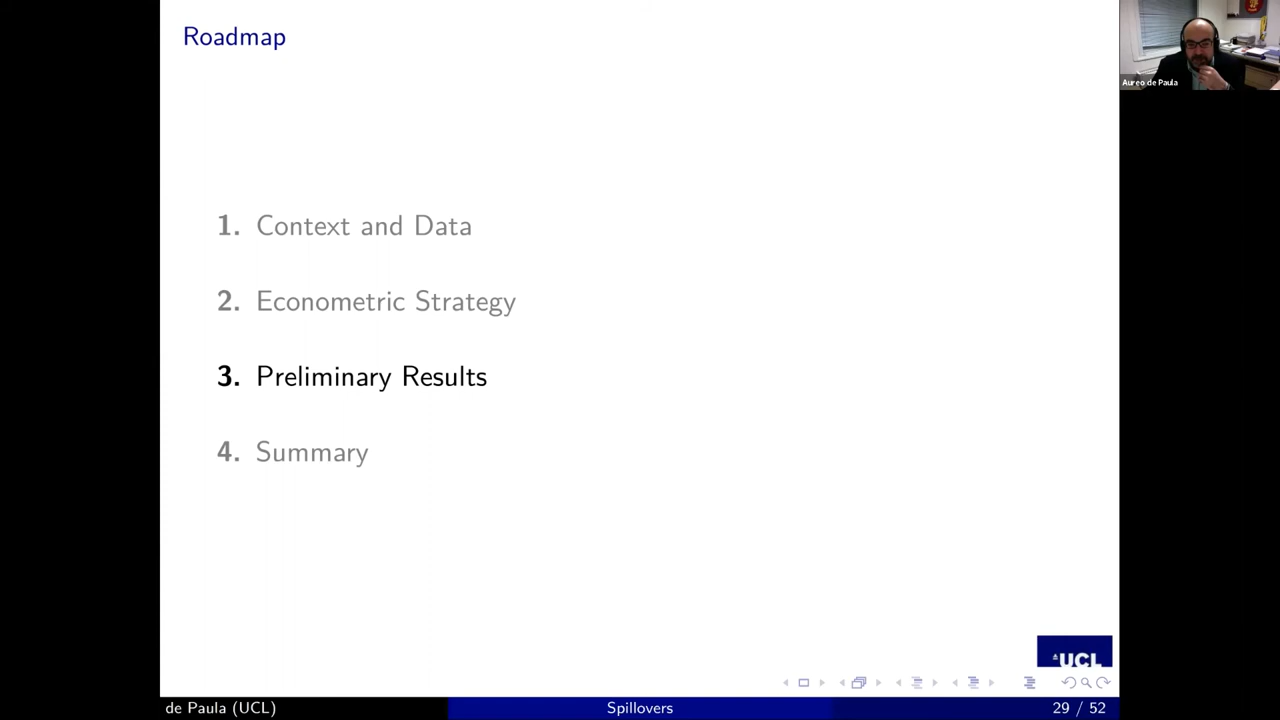 Roadmap
Aureo de Paula
1. Context and Data
2. Econometric Strategy
3. Preliminary Results
4. Summary
UCL
de Paula (UCL) Spillovers 29 / 52